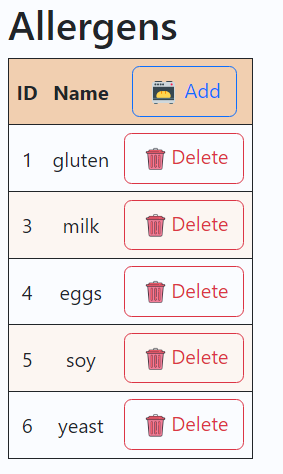 Allergens
ID Name Add
1 gluten Delete
3 milk Delete
4 eggs Delete
5 soy Delete
6 yeast Delete